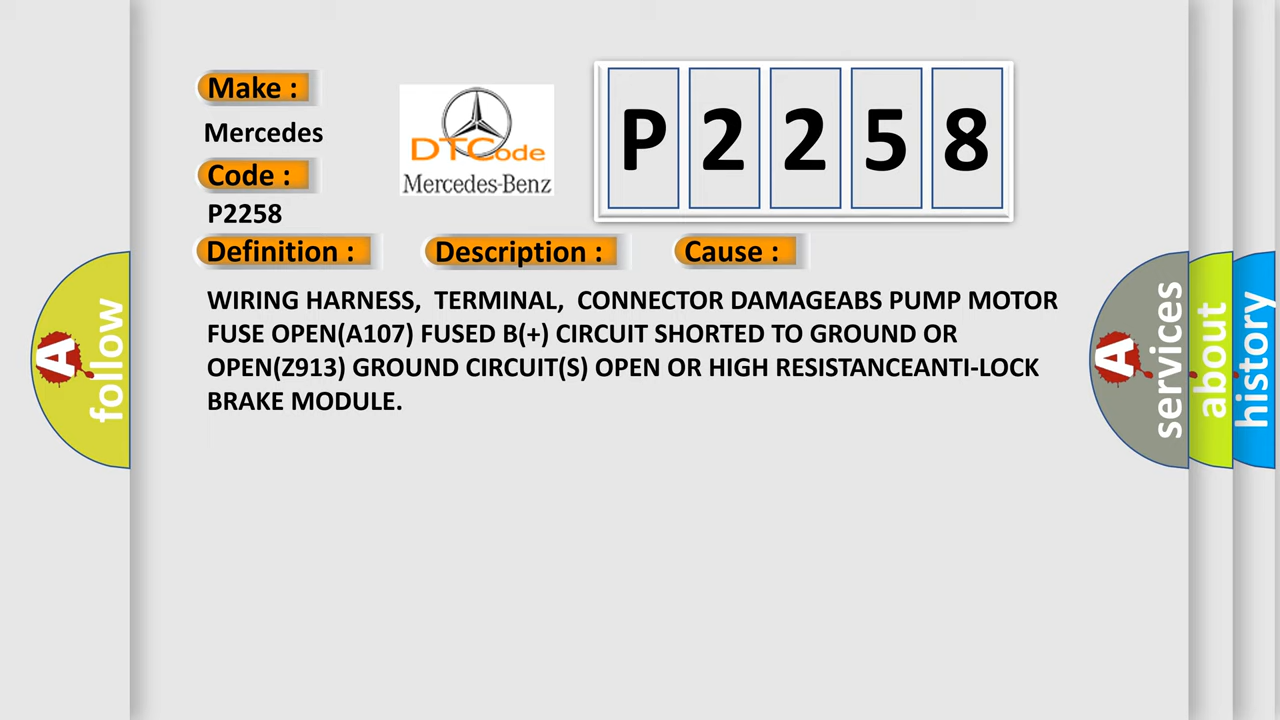 Make :
Mercedes
Code :
P2258
DTCode
Mercedes-Benz
P 2 2 5 8
Definition :
Description :
Cause :
WIRING HARNESS,  TERMINAL,  CONNECTOR DAMAGEABS PUMP MOTOR
FUSE OPEN(A107) FUSED B(+) CIRCUIT SHORTED TO GROUND OR
OPEN(Z913) GROUND CIRCUIT(S) OPEN OR HIGH RESISTANCEANTI-LOCK
BRAKE MODULE.
A follow
A services
about
history